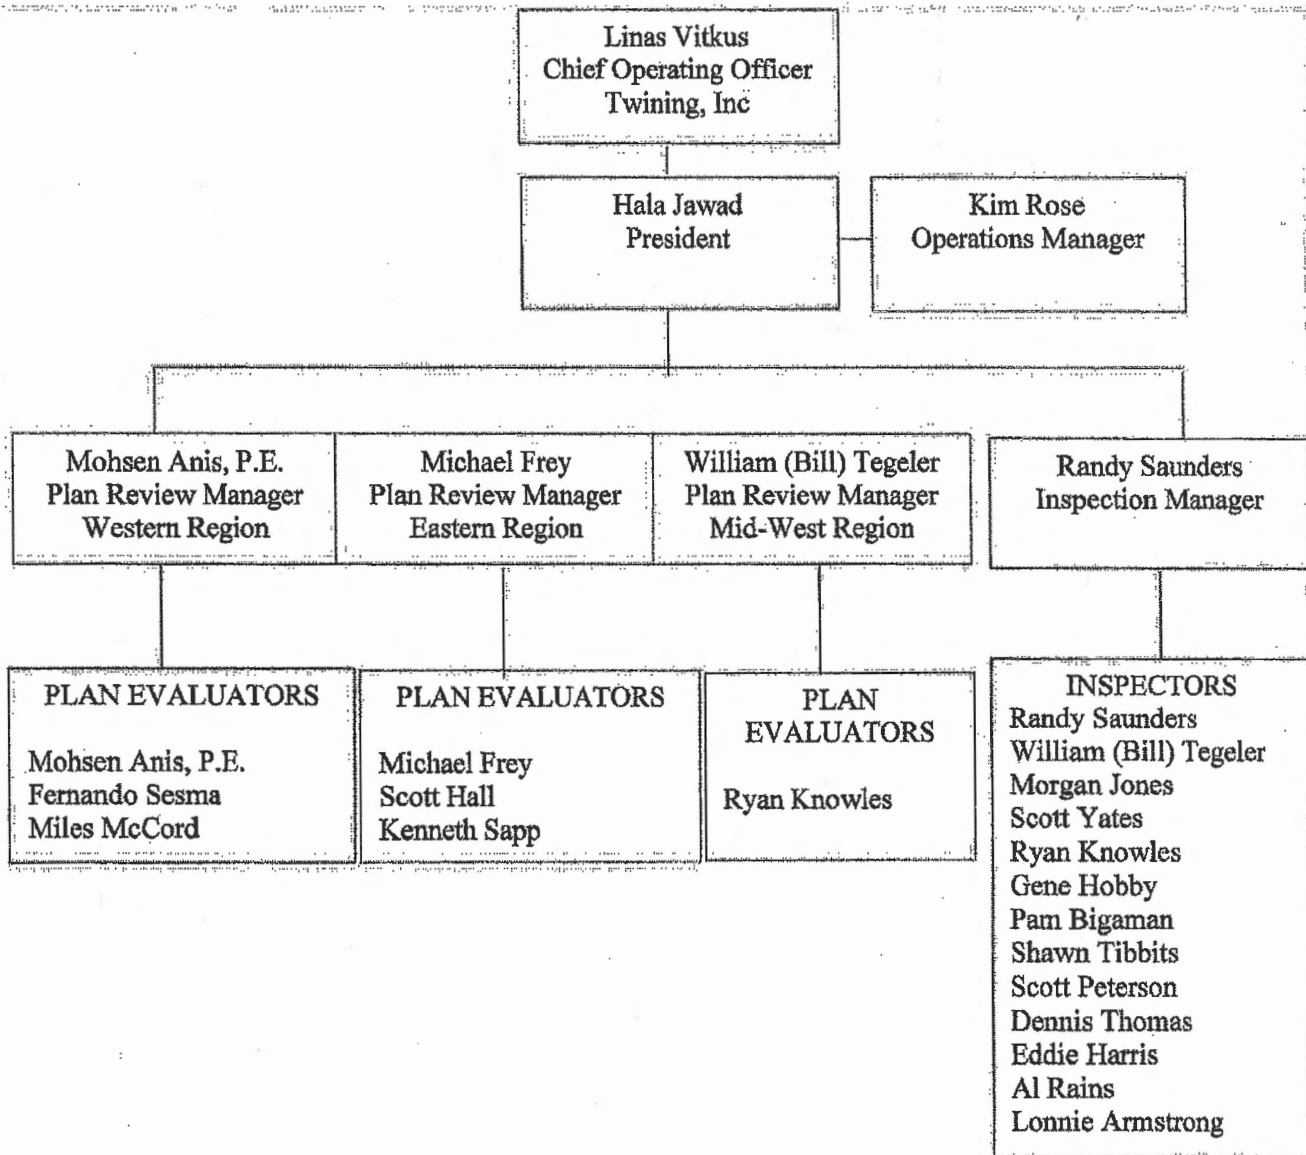 Linas Vitkus
Chief Operating Officer
Twining, Inc
Hala Jawad
President
Kim Rose
Operations Manager
Mohsen Anis, P.E.
Plan Review Manager
Western Region
Michael Frey
Plan Review Manager
Eastern Region
William (Bill) Tegeler
Plan Review Manager
Mid-West Region
Randy Saunders
Inspection Manager
PLAN EVALUATORS
Mohsen Anis, P.E.
Fernando Sesma
Miles McCord
PLAN EVALUATORS
Michael Frey
Scott Hall
Kenneth Sapp
PLAN
EVALUATORS
Ryan Knowles
INSPECTORS
Randy Saunders
William (Bill) Tegeler
Morgan Jones
Scott Yates
Ryan Knowles
Gene Hobby
Pam Bigaman
Shawn Tibbits
Scott Peterson
Dennis Thomas
Eddie Harris
Al Rains
Lonnie Armstrong